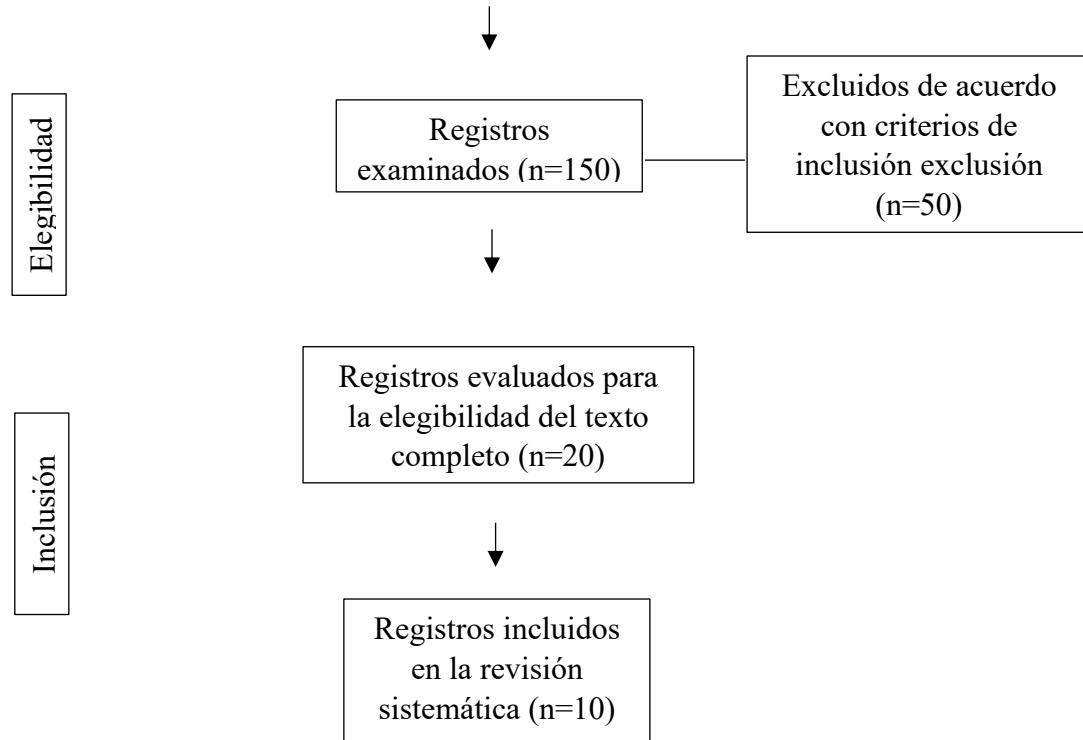 Elegibilidad
Registros
examinados (n=150)
Excluidos de acuerdo
con criterios de
inclusión exclusión
(n=50)
Registros evaluados para
la elegibilidad del texto
completo (n=20)
Inclusión
Registros incluidos
en la revisión
sistemática (n=10)